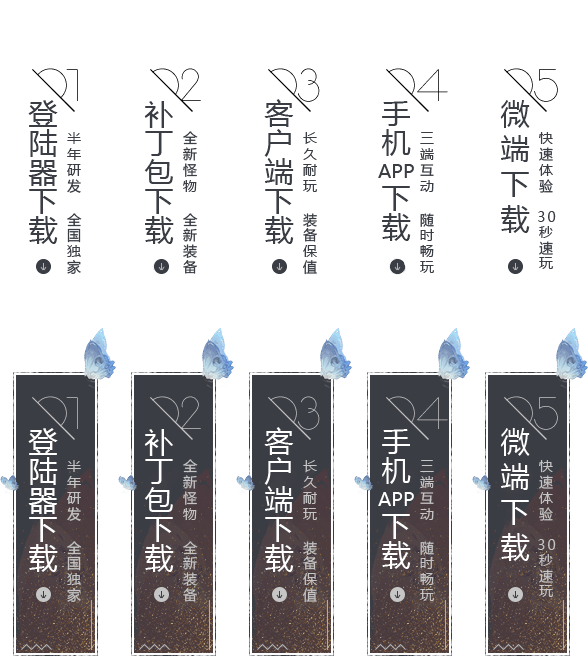 01
登陆器下载
半年研发 全国独家
02
补丁包下载
全新怪物 全新装备
03
客户端下载
长久耐玩 装备保值
04
手机APP下载
三端互动 随时畅玩
05
微端下载
快速体验 30秒速玩
01
登陆器下载
半年研发 全国独家
02
补丁包下载
全新怪物 全新装备
03
客户端下载
长久耐玩 装备保值
04
手机APP下载
三端互动 随时畅玩
05
微端下载
快速体验 30秒速玩